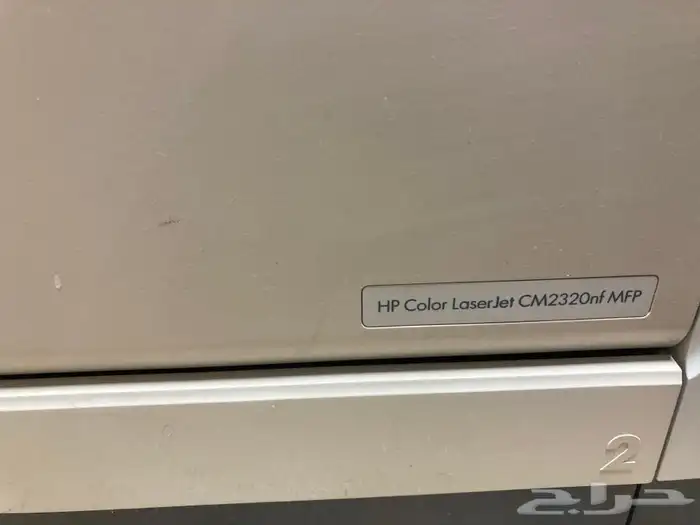 HP Color LaserJet CM2320nf MFP
2
حراج